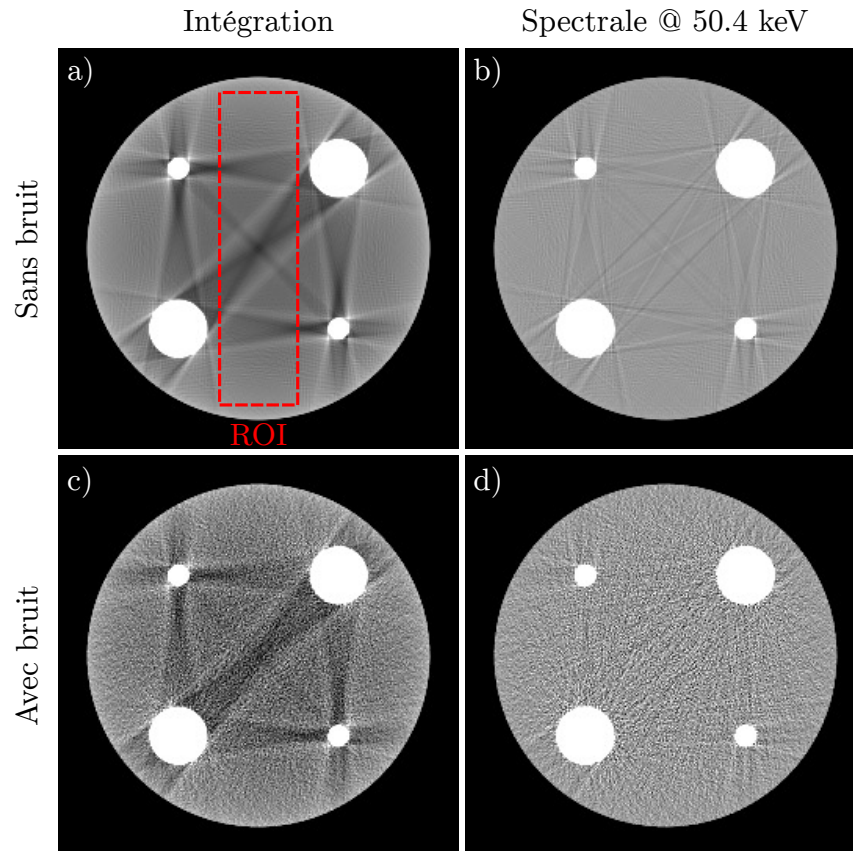 Intégration
Spectrale @ 50.4 keV
Sans bruit
a)
b)
ROI
Avec bruit
c)
d)